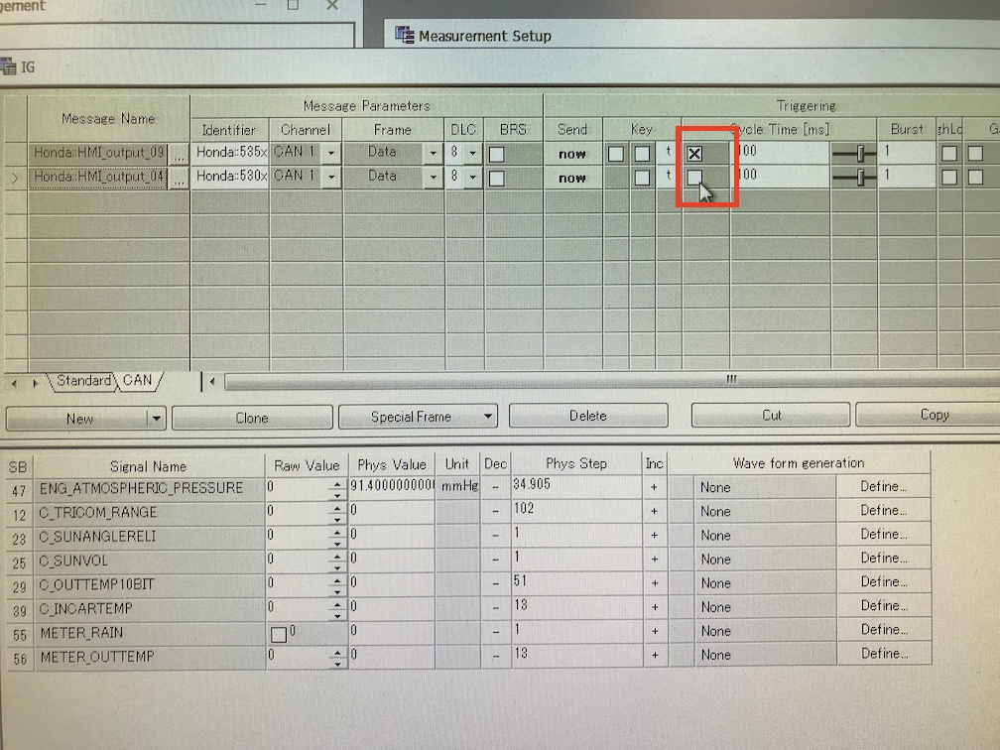 gement
Measurement Setup
IG
Message Name
Message Parameters
Triggering
Identifier Channel Frame DLC BRS Send Key Cycle Time [ms] Burst ghLo Ga
Honda::HMI_output_09 ... Honda::535x CAN 1 Data 8 now t 100 1
Honda::HMI_output_04 ... Honda::530x CAN 1 Data 8 now t 100 1
Standard CAN
New Clone Special Frame Delete Cut Copy
SB Signal Name Raw Value Phys Value Unit Dec Phys Step Inc Wave form generation
47 ENG_ATMOSPHERIC_PRESSURE 0 91.4000000000 mmHg - 34.905 + None Define...
12 C_TRICOM_RANGE 0 0 - 102 + None Define...
23 C_SUNANGLERELI 0 0 - 1 + None Define...
25 C_SUNVOL 0 0 - 1 + None Define...
29 C_OUTTEMP10BIT 0 0 - 51 + None Define...
39 C_INCARTEMP 0 0 - 13 + None Define...
55 METER_RAIN 0 0 - 1 + None Define...
56 METER_OUTTEMP 0 0 - 13 + None Define...